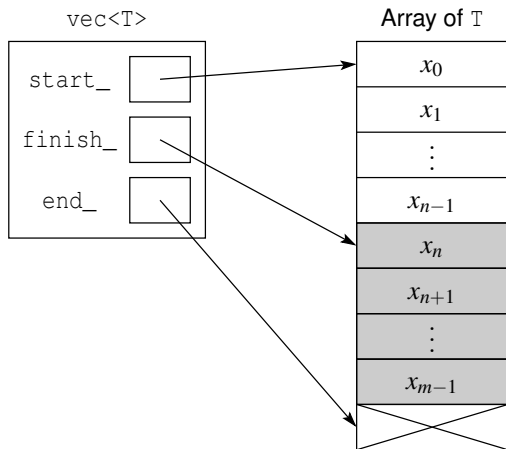 vec<T>
start_
finish_
end_
Array of T
x₀
x₁
⋮
xₙ₋₁
xₙ
xₙ₊₁
⋮
xₘ₋₁